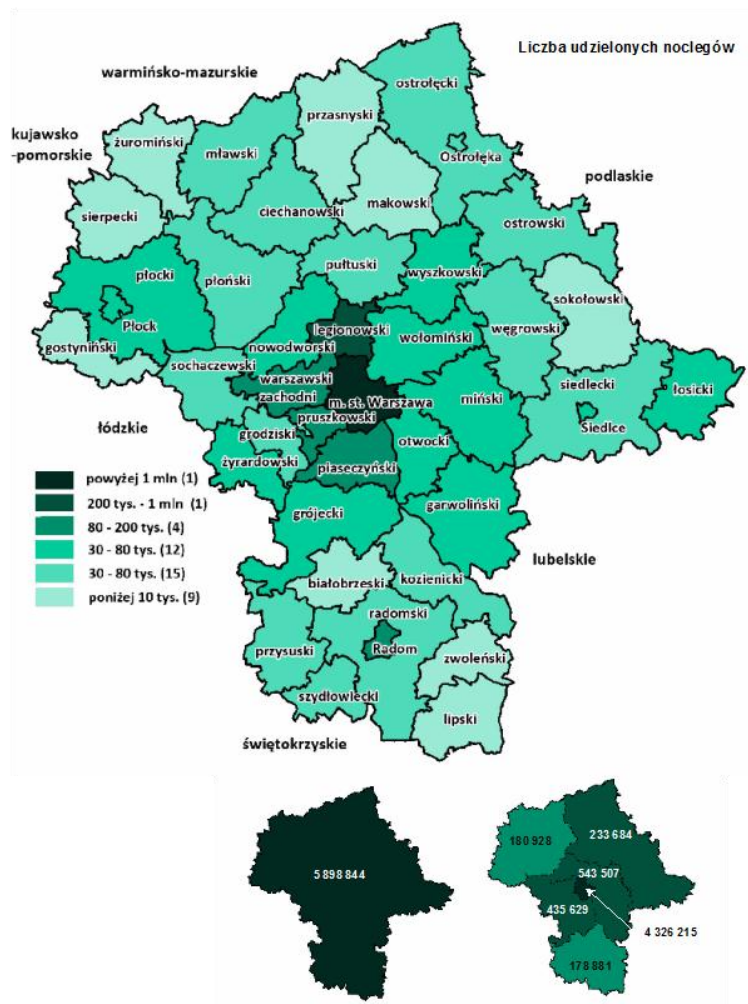 Liczba udzielonych noclegów
warmińsko-mazurskie
ostrołęcki
przasnyski
kujawsko
-pomorskie
żuromiński
mławski
Ostrołęka
podlaskie
makowski
sierpecki
ciechanowski
ostrowski
pułtuski
płocki
płoński
wyszkowski
sokołowski
Płock
legionowski
węgrowski
gostyniński
nowodworski
wołomiński
sochaczewski
siedlecki
warszawski
zachodni
łosicki
m. st. Warszawa
miński
pruszkowski
Siedlce
łódzkie
grodziski
otwocki
żyrardowski
piaseczyński
powyżej 1 mln (1)
200 tys. - 1 mln (1)
80 - 200 tys. (4)
30 - 80 tys. (12)
30 - 80 tys. (15)
poniżej 10 tys. (9)
grójecki
garwoliński
lubelskie
białobrzeski
kozienicki
radomski
przysuski
Radom
zwoleński
szydłowiecki
lipski
świętokrzyskie
5 898 844
180 928
233 684
543 507
435 629
4 326 215
178 881